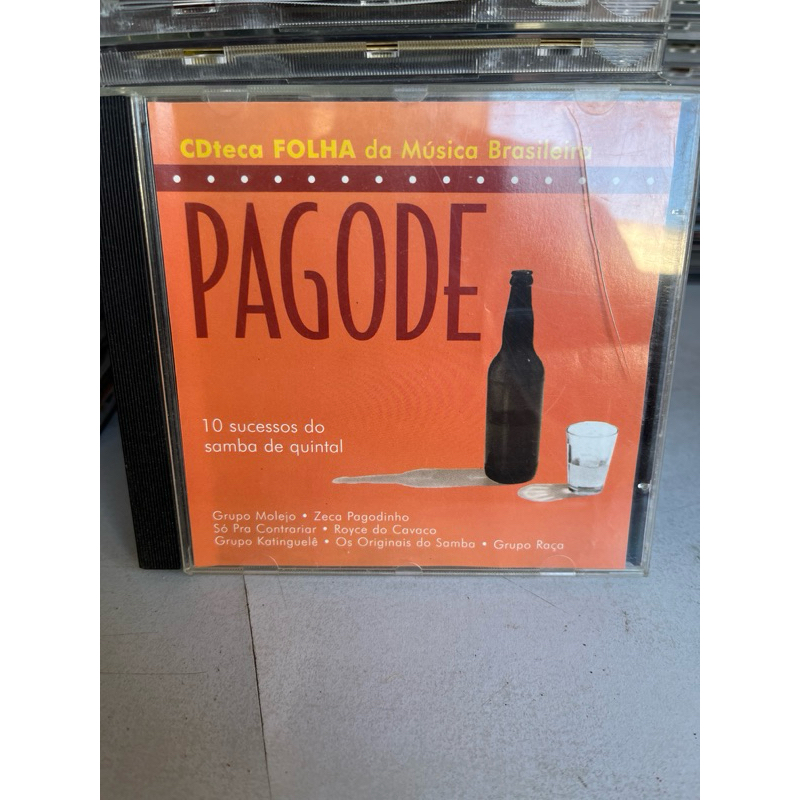 CDteca FOLHA da Música Brasileira
PAGODE
10 sucessos do
samba de quintal
Grupo Molejo • Zeca Pagodinho
Só Pra Contrariar • Royce do Cavaco
Grupo Katinguelê • Os Originais do Samba • Grupo Raça